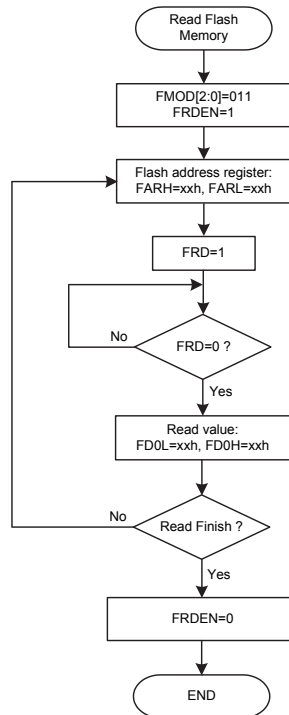 Read Flash
Memory
FMOD[2:0]=011
FRDEN=1
Flash address register:
FARH=xxh, FARL=xxh
FRD=1
FRD=0 ?
No
Yes
Read value:
FD0L=xxh, FD0H=xxh
Read Finish ?
No
Yes
FRDEN=0
END